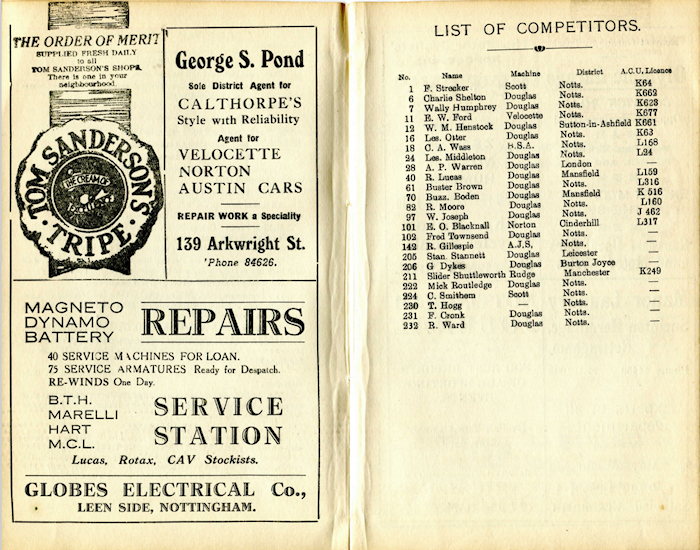 THE ORDER OF MERIT
SUPPLIED FRESH DAILY
to all
TOM SANDERSON'S SHOPS.
There is one in your
neighbourhood.
TOM SANDERSON'S
THE CREAM OF
TRIPE
George S. Pond
Sole District Agent for
CALTHORPE'S
Style with Reliability
Agent for
VELOCETTE
NORTON
AUSTIN CARS
REPAIR WORK a Speciality
139 Arkwright St.
'Phone 84626.
MAGNETO
DYNAMO
BATTERY
REPAIRS
40 SERVICE MACHINES FOR LOAN.
75 SERVICE ARMATURES Ready for Despatch.
RE-WINDS One Day.
B.T.H.
MARELLI
HART
M.C.L.
SERVICE
STATION
Lucas, Rotax, CAV Stockists.
GLOBES ELECTRICAL Co.,
LEEN SIDE, NOTTINGHAM.
LIST OF COMPETITORS.
No. Name Machine District A.C.U. Licence
1 F. Strecker Scott Notts. K64
6 Charlie Shelton Douglas Notts. K662
7 Wally Humphrey Douglas Notts. K623
11 E. W. Ford Velocette Notts. K677
12 W. M. Henstock Douglas Sutton-in-Ashfield K661
16 Les. Otter Douglas Notts. K63
18 C. A. Wass B.S.A. Notts. L168
24 Les. Middleton Douglas Notts. L24
28 A. P. Warren Douglas London —
40 R. Lucas Douglas Mansfield L159
61 Buster Brown Douglas Notts. L316
70 Buzz. Boden Douglas Mansfield K 516
82 R. Moore Douglas Notts. L160
97 W. Joseph Douglas Notts. J 462
101 E. O. Blacknall Norton Cinderhill L317
102 Fred Townsend Douglas Notts. —
142 R. Gillespie A.J,S, Notts. —
205 Stan. Stannett Douglas Leicester —
206 G Dykes Douglas Burton Joyce —
211 Slider Shuttleworth Rudge Manchester K249
222 Mick Routledge Douglas Notts. —
224 C. Smithem Scott Notts. —
230 T. Hogg — Notts. —
231 F. Cronk Douglas Notts. —
232 R. Ward Douglas Notts. —